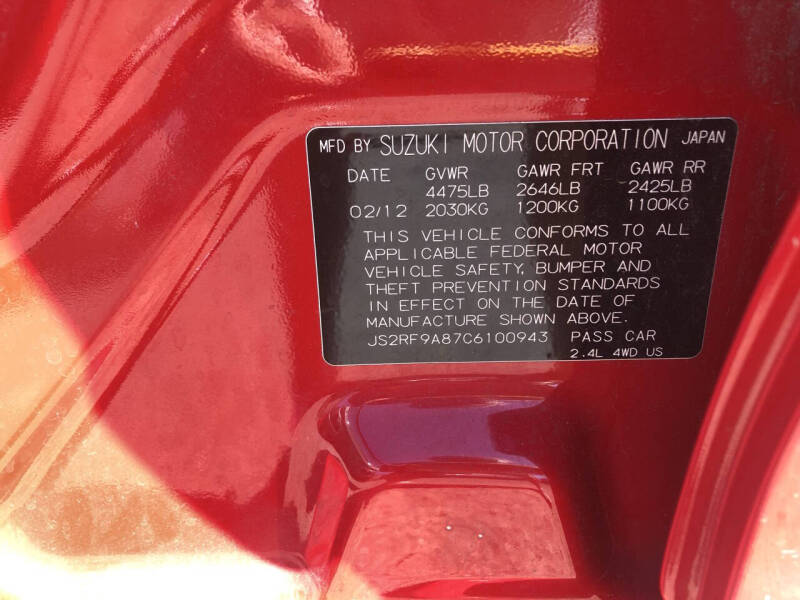 MFD BY SUZUKI MOTOR CORPORATION JAPAN
DATE GVWR GAWR FRT GAWR RR
4475LB 2646LB 2425LB
02/12 2030KG 1200KG 1100KG
THIS VEHICLE CONFORMS TO ALL
APPLICABLE FEDERAL MOTOR
VEHICLE SAFETY, BUMPER AND
THEFT PREVENTION STANDARDS
IN EFFECT ON THE DATE OF
MANUFACTURE SHOWN ABOVE.
JS2RF9A87C6100943 PASS CAR
2.4L 4WD US